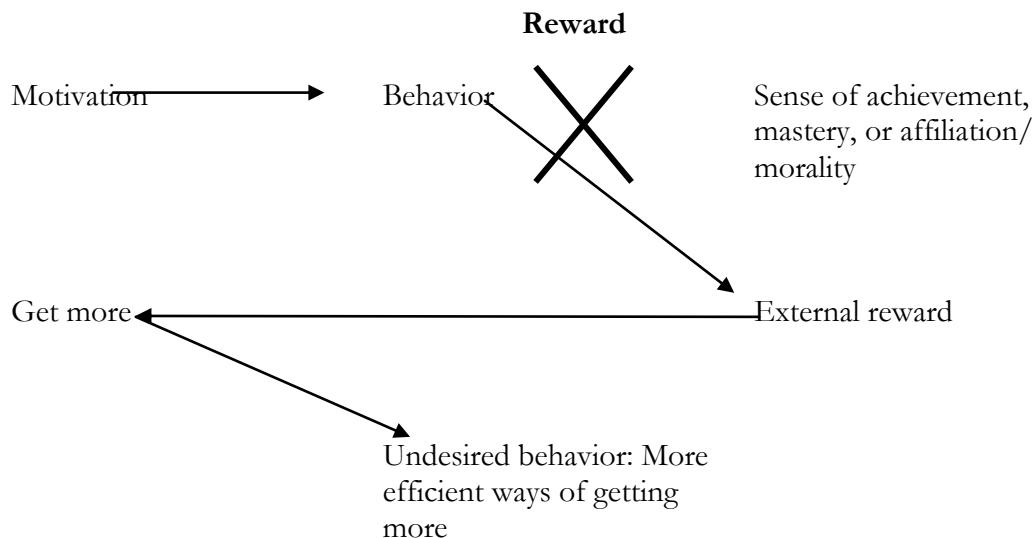 Reward
Motivation
Behavior
Sense of achievement,
mastery, or affiliation/
morality
Get more
External reward
Undesired behavior: More
efficient ways of getting
more